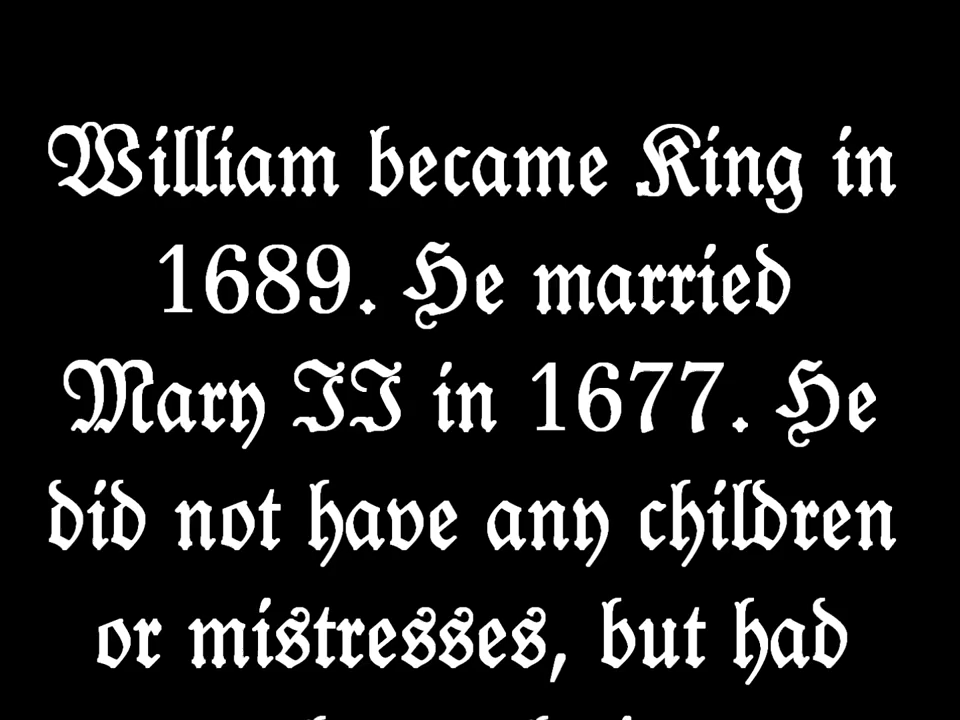 William became King in
1689. He married
Mary II in 1677. He
did not have any children
or mistresses, but had